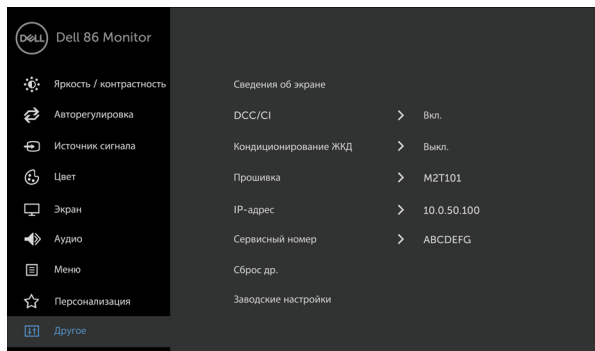 DELL Dell 86 Monitor
Яркость / контрастность Сведения об экране
Авторегулировка DCC/CI Вкл.
Источник сигнала Кондиционирование ЖКД Выкл.
Цвет Прошивка M2T101
Экран IP-адрес 10.0.50.100
Аудио Сервисный номер ABCDEFG
Меню Сброс др.
Персонализация Заводские настройки
Другое